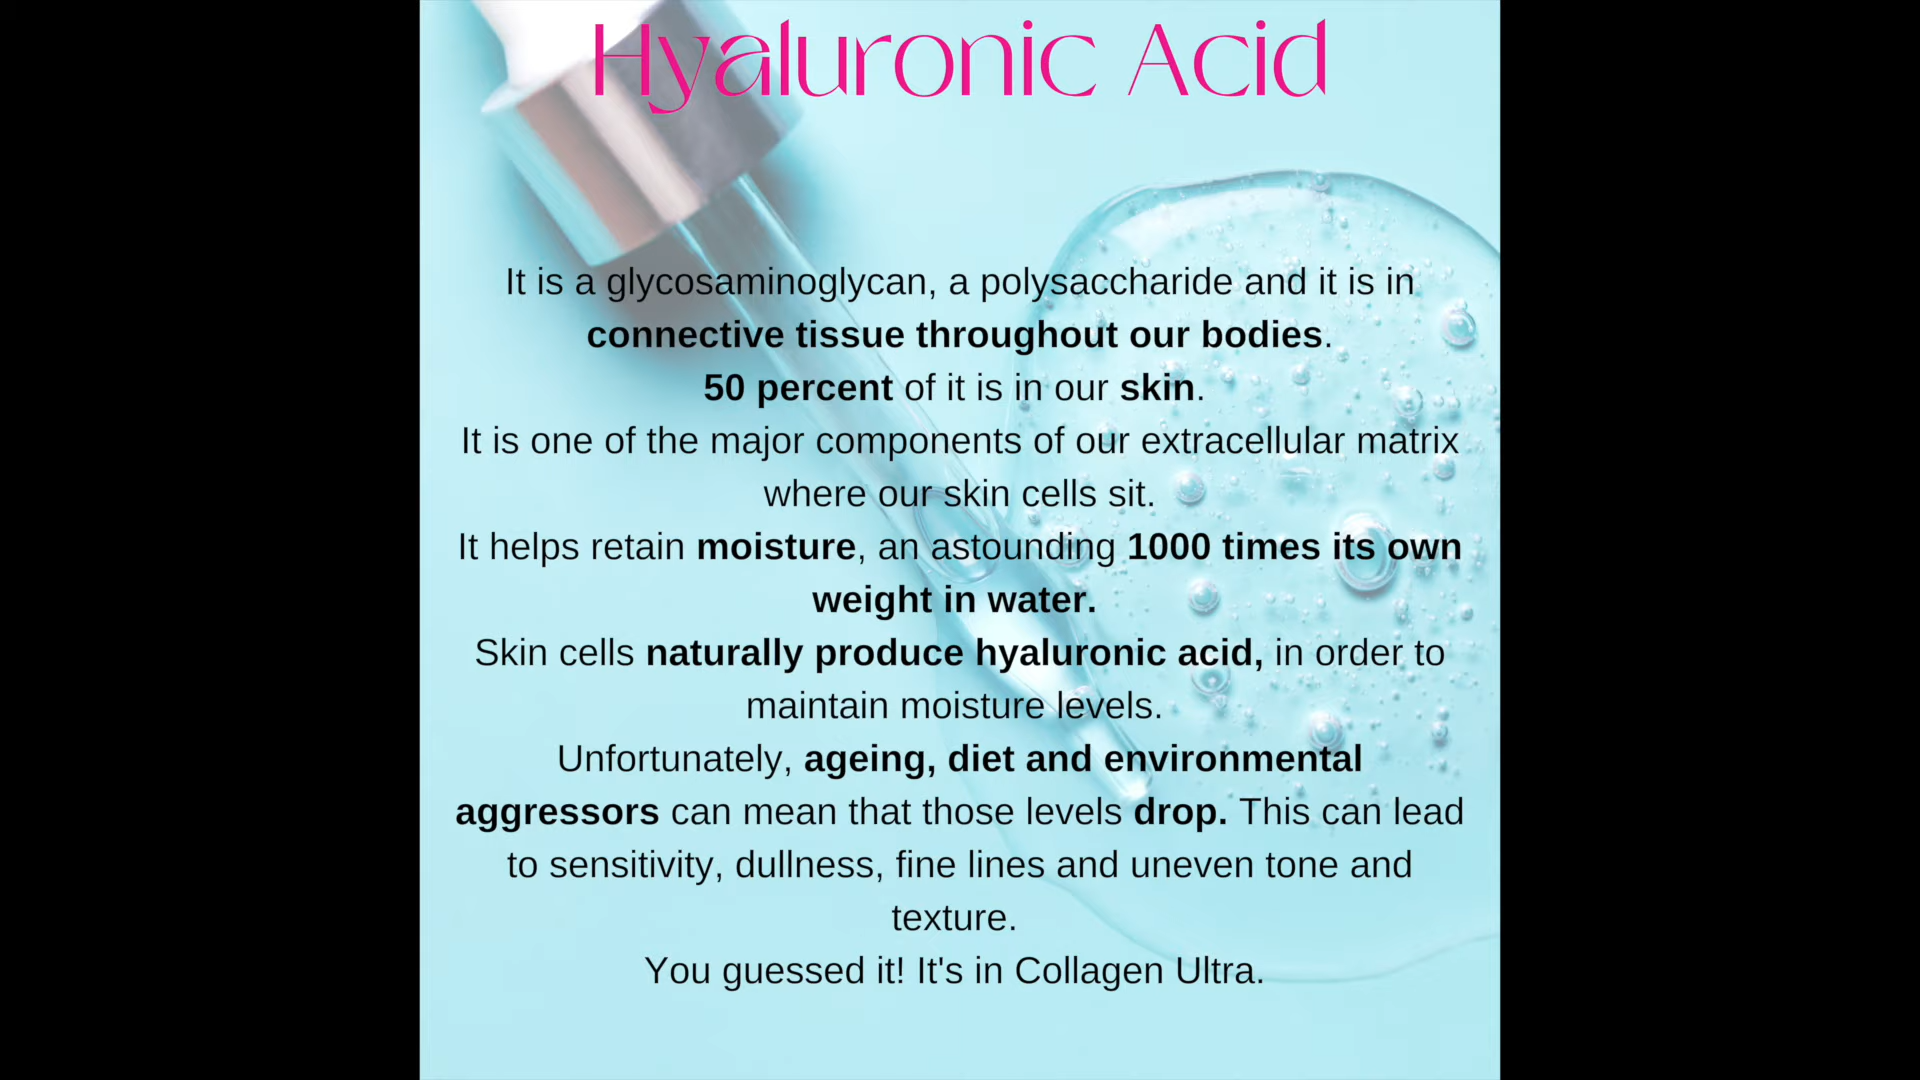 Hyaluronic Acid
It is a glycosaminoglycan, a polysaccharide and it is in
connective tissue throughout our bodies.
50 percent of it is in our skin.
It is one of the major components of our extracellular matrix
where our skin cells sit.
It helps retain moisture, an astounding 1000 times its own
weight in water.
Skin cells naturally produce hyaluronic acid, in order to
maintain moisture levels.
Unfortunately, ageing, diet and environmental
aggressors can mean that those levels drop. This can lead
to sensitivity, dullness, fine lines and uneven tone and
texture.
You guessed it! It's in Collagen Ultra.